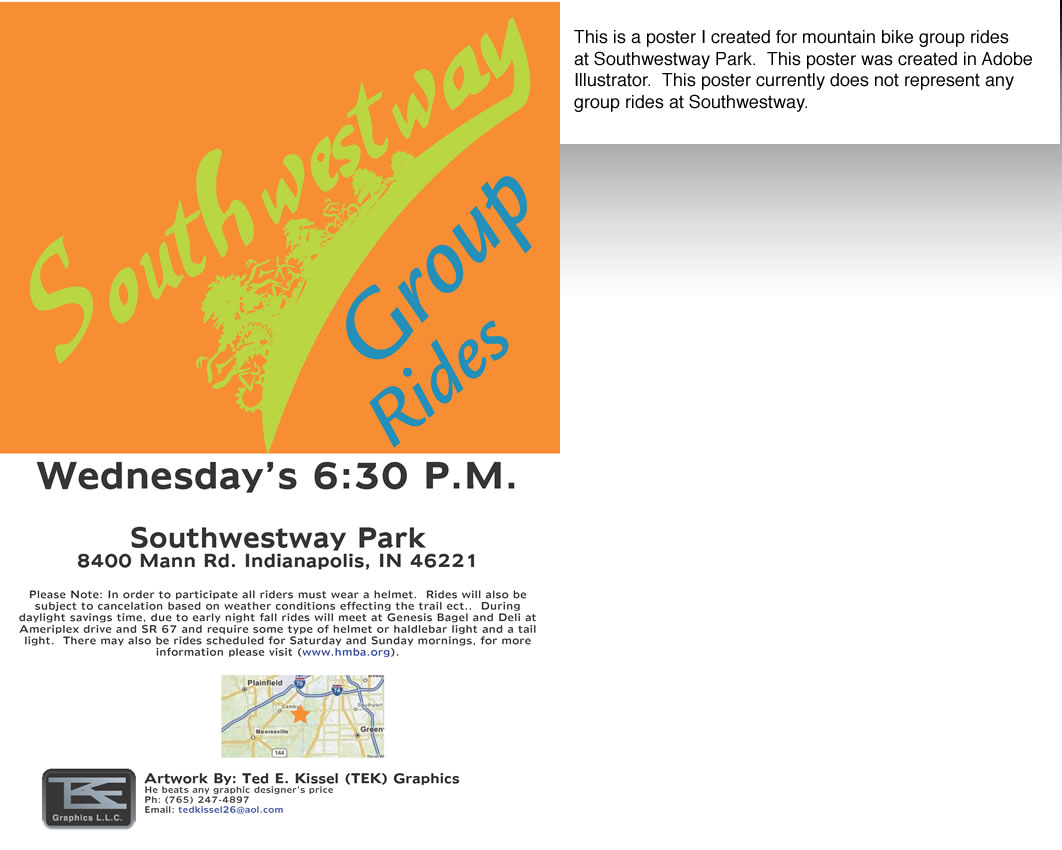 Southwestway
Group
Rides
This is a poster I created for mountain bike group rides
at Southwestway Park.  This poster was created in Adobe
Illustrator.  This poster currently does not represent any
group rides at Southwestway.
Wednesday's 6:30 P.M.
Southwestway Park
8400 Mann Rd. Indianapolis, IN 46221
Please Note: In order to participate all riders must wear a helmet.  Rides will also be
subject to cancelation based on weather conditions effecting the trail ect..  During
daylight savings time, due to early night fall rides will meet at Genesis Bagel and Deli at
Ameriplex drive and SR 67 and require some type of helmet or haldlebar light and a tail
light.  There may also be rides scheduled for Saturday and Sunday mornings, for more
information please visit (www.hmba.org).
Plainfield
70
74
Camby
Southport
Mooresville
Green
144
TEK
Graphics L.L.C.
Artwork By: Ted E. Kissel (TEK) Graphics
He beats any graphic designer's price
Ph: (765) 247-4897
Email: tedkissel26@aol.com